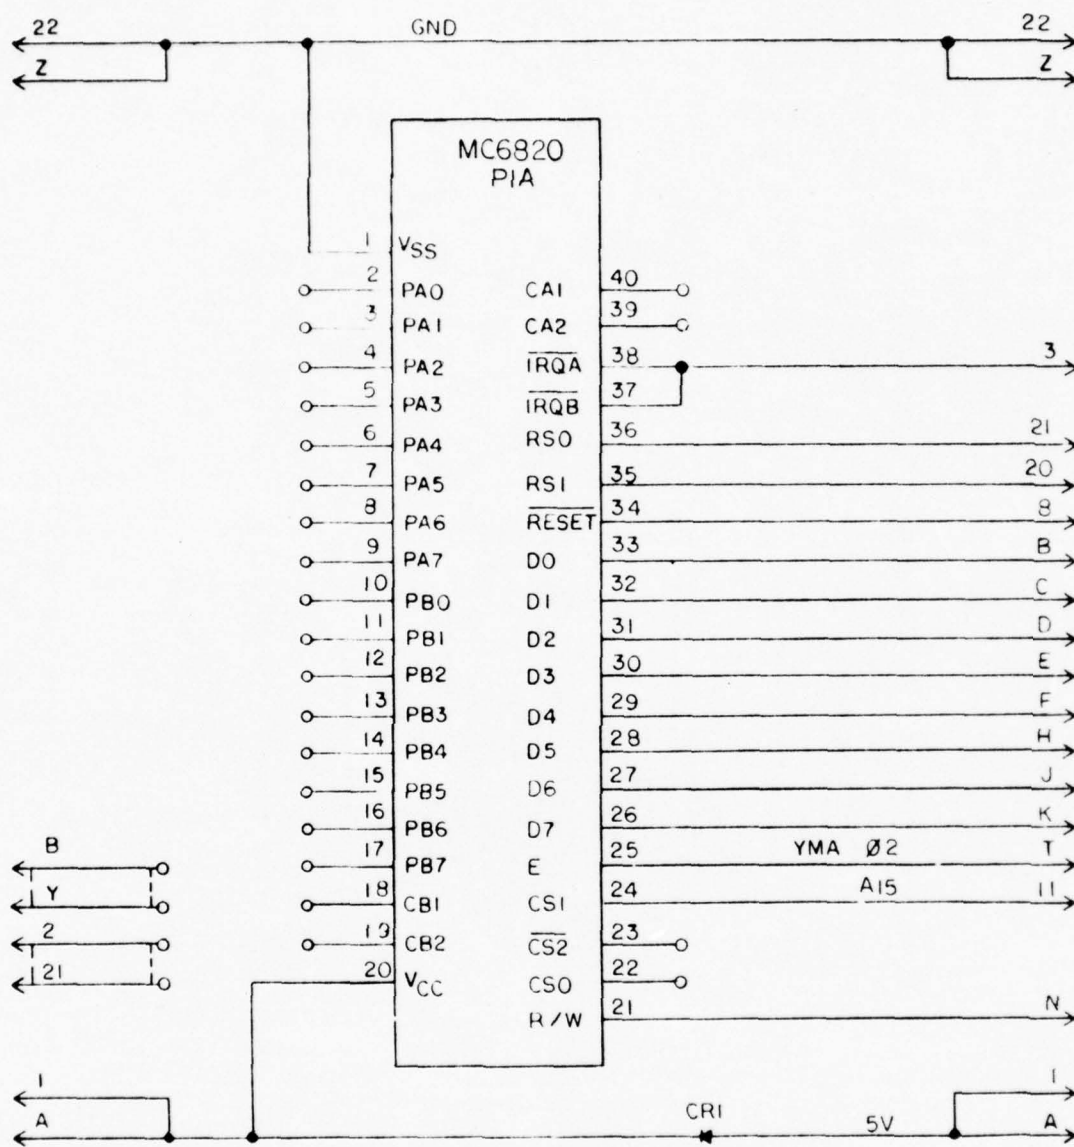 22 GND 22
Z Z
MC6820
PIA
1 VSS
2 PA0 CA1 40
3 PA1 CA2 39
4 PA2 IRQA 38 3
5 PA3 IRQB 37
6 PA4 RS0 36 21
7 PA5 RS1 35 20
8 PA6 RESET 34 8
9 PA7 D0 33 B
10 PB0 D1 32 C
11 PB1 D2 31 D
12 PB2 D3 30 E
13 PB3 D4 29 F
14 PB4 D5 28 H
15 PB5 D6 27 J
16 PB6 D7 26 K
B 17 PB7 E 25 YMA Ø2 T
Y 18 CB1 CS1 24 A15 11
2 19 CB2 CS2 23
21 20 VCC CS0 22
R/W 21 N
1 1
A CR1 5V A